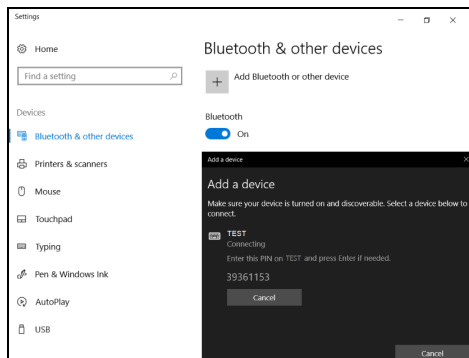 Settings
Home
Find a setting
Devices
Bluetooth & other devices
Printers & scanners
Mouse
Touchpad
Typing
Pen & Windows Ink
AutoPlay
USB
Bluetooth & other devices
Add Bluetooth or other device
Bluetooth
On
Add a device
Add a device
Make sure your device is turned on and discoverable. Select a device below to
connect.
TEST
Connecting
Enter this PIN on TEST and press Enter if needed.
39361153
Cancel
Cancel